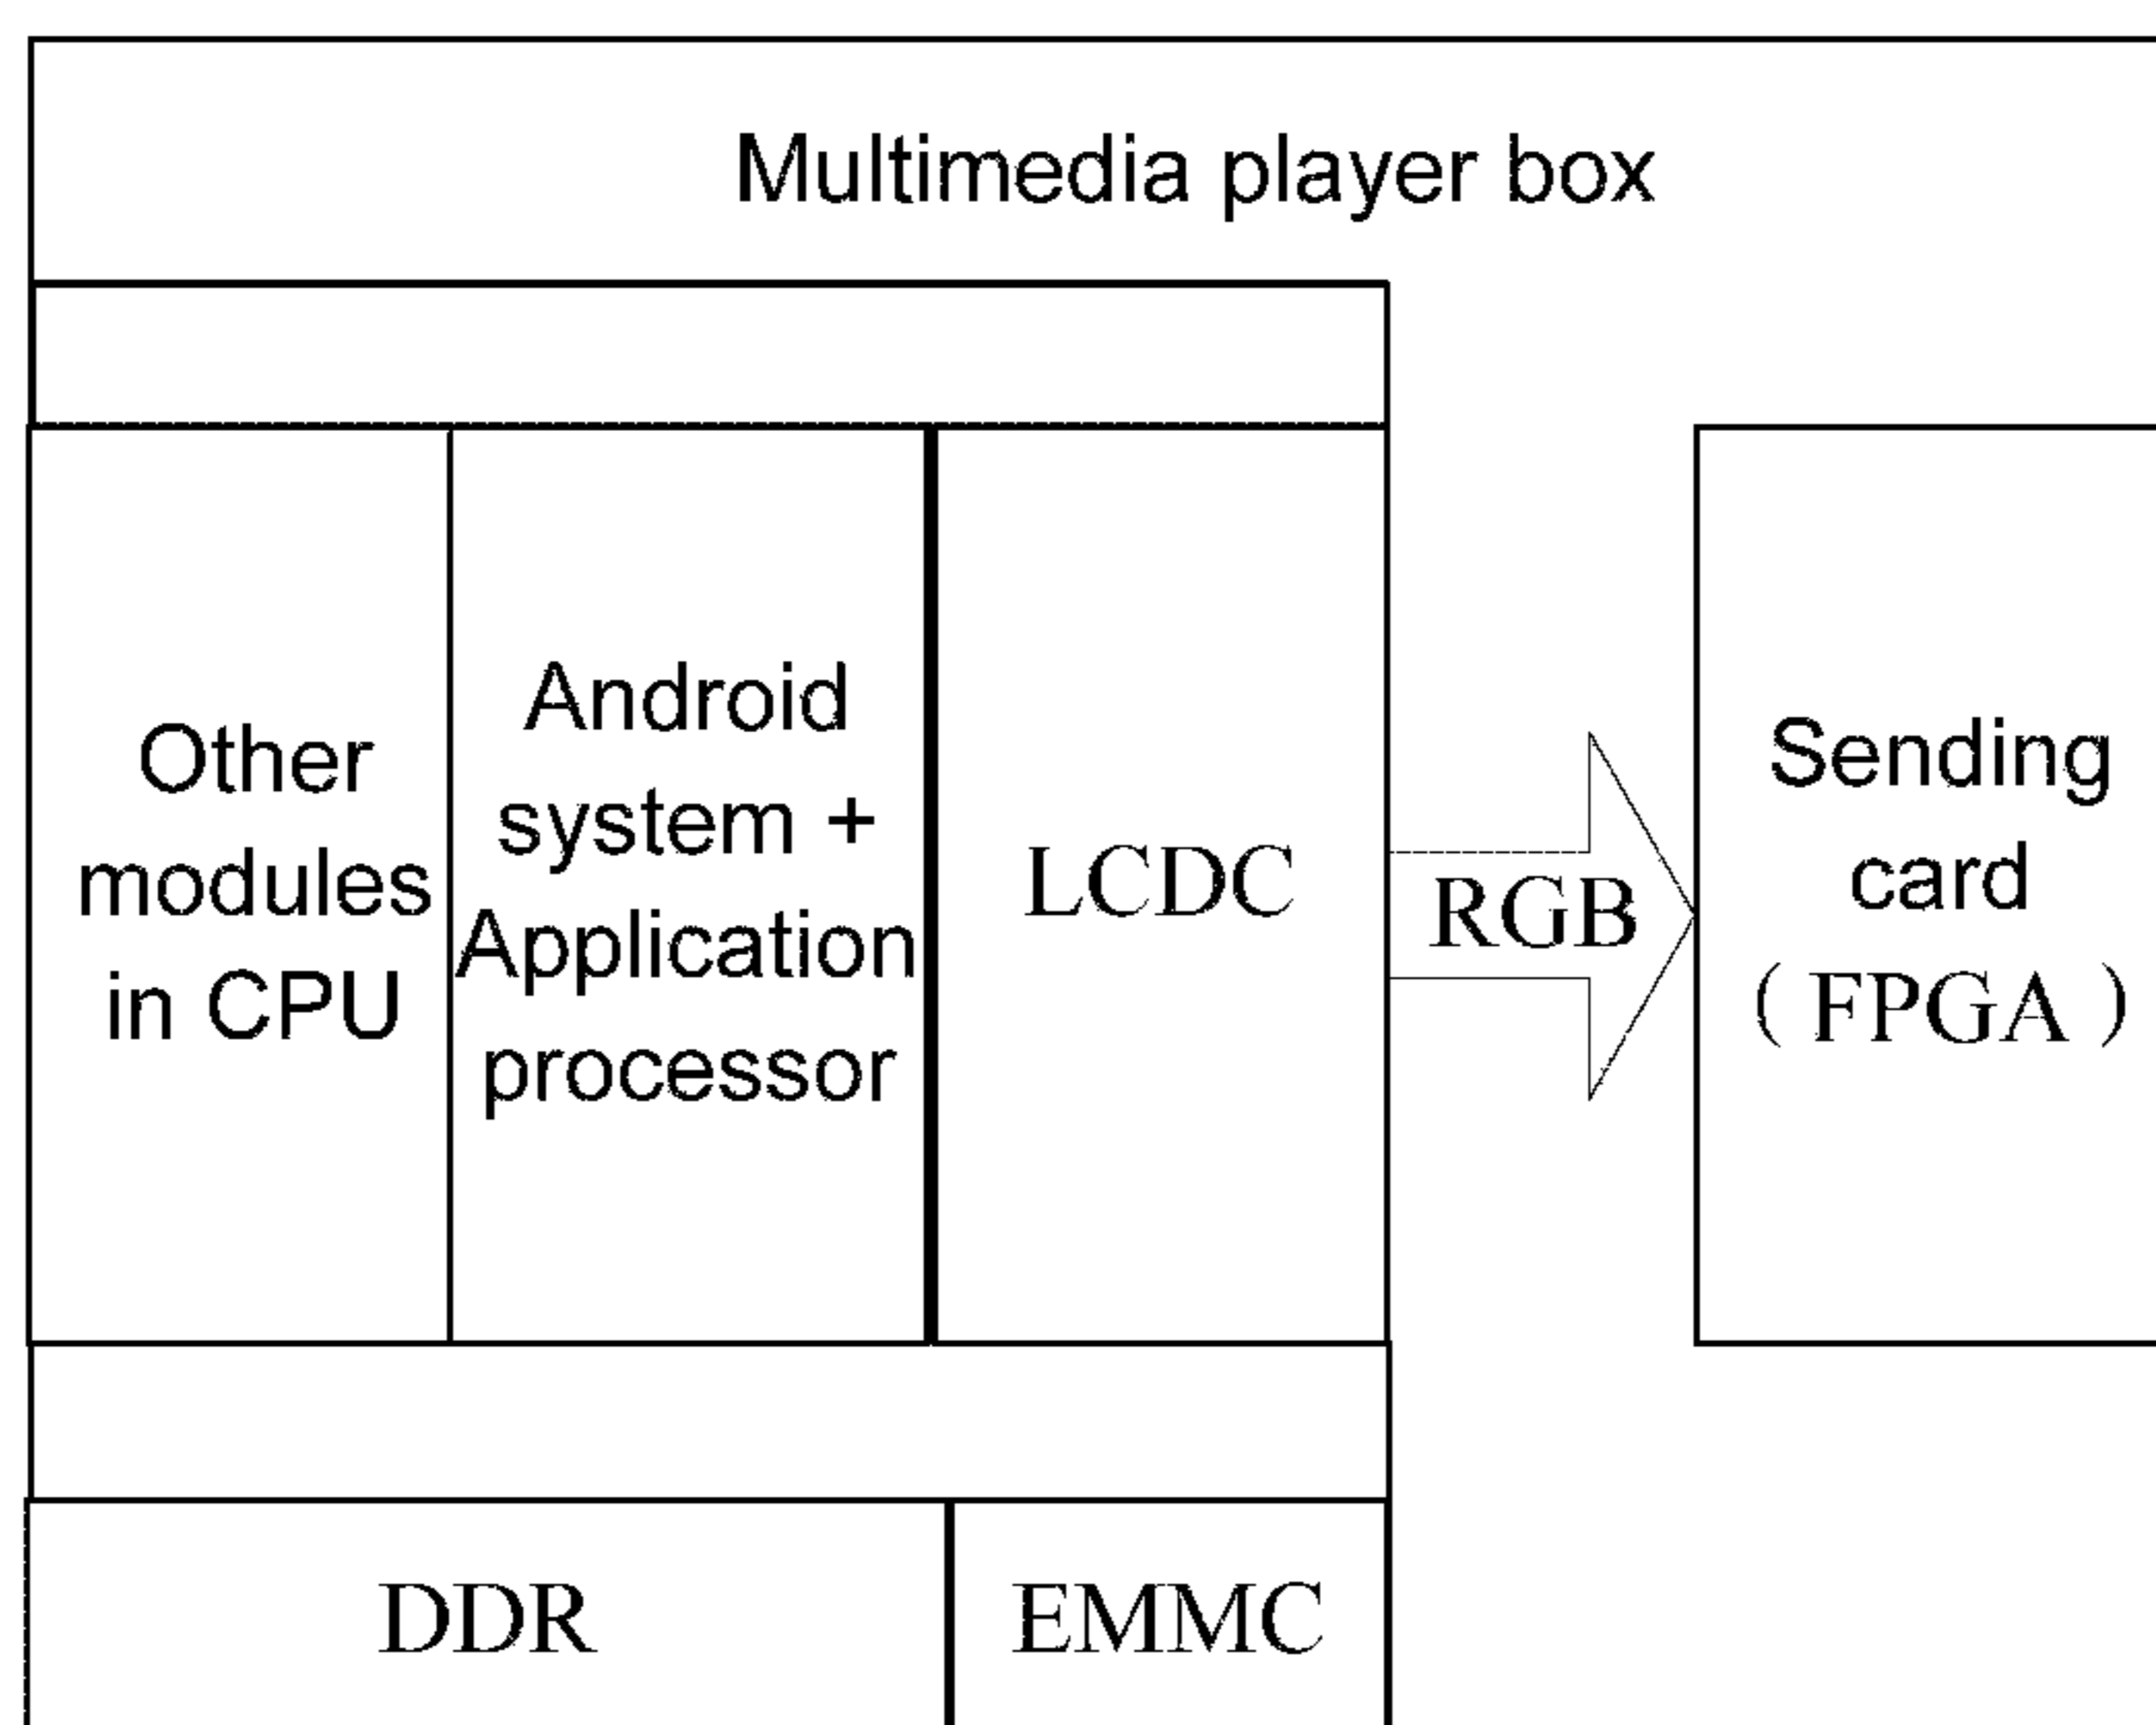 Multimedia player box
Other
modules
in CPU
Android
system +
Application
processor
LCDC
RGB
Sending
card
( FPGA )
DDR
EMMC